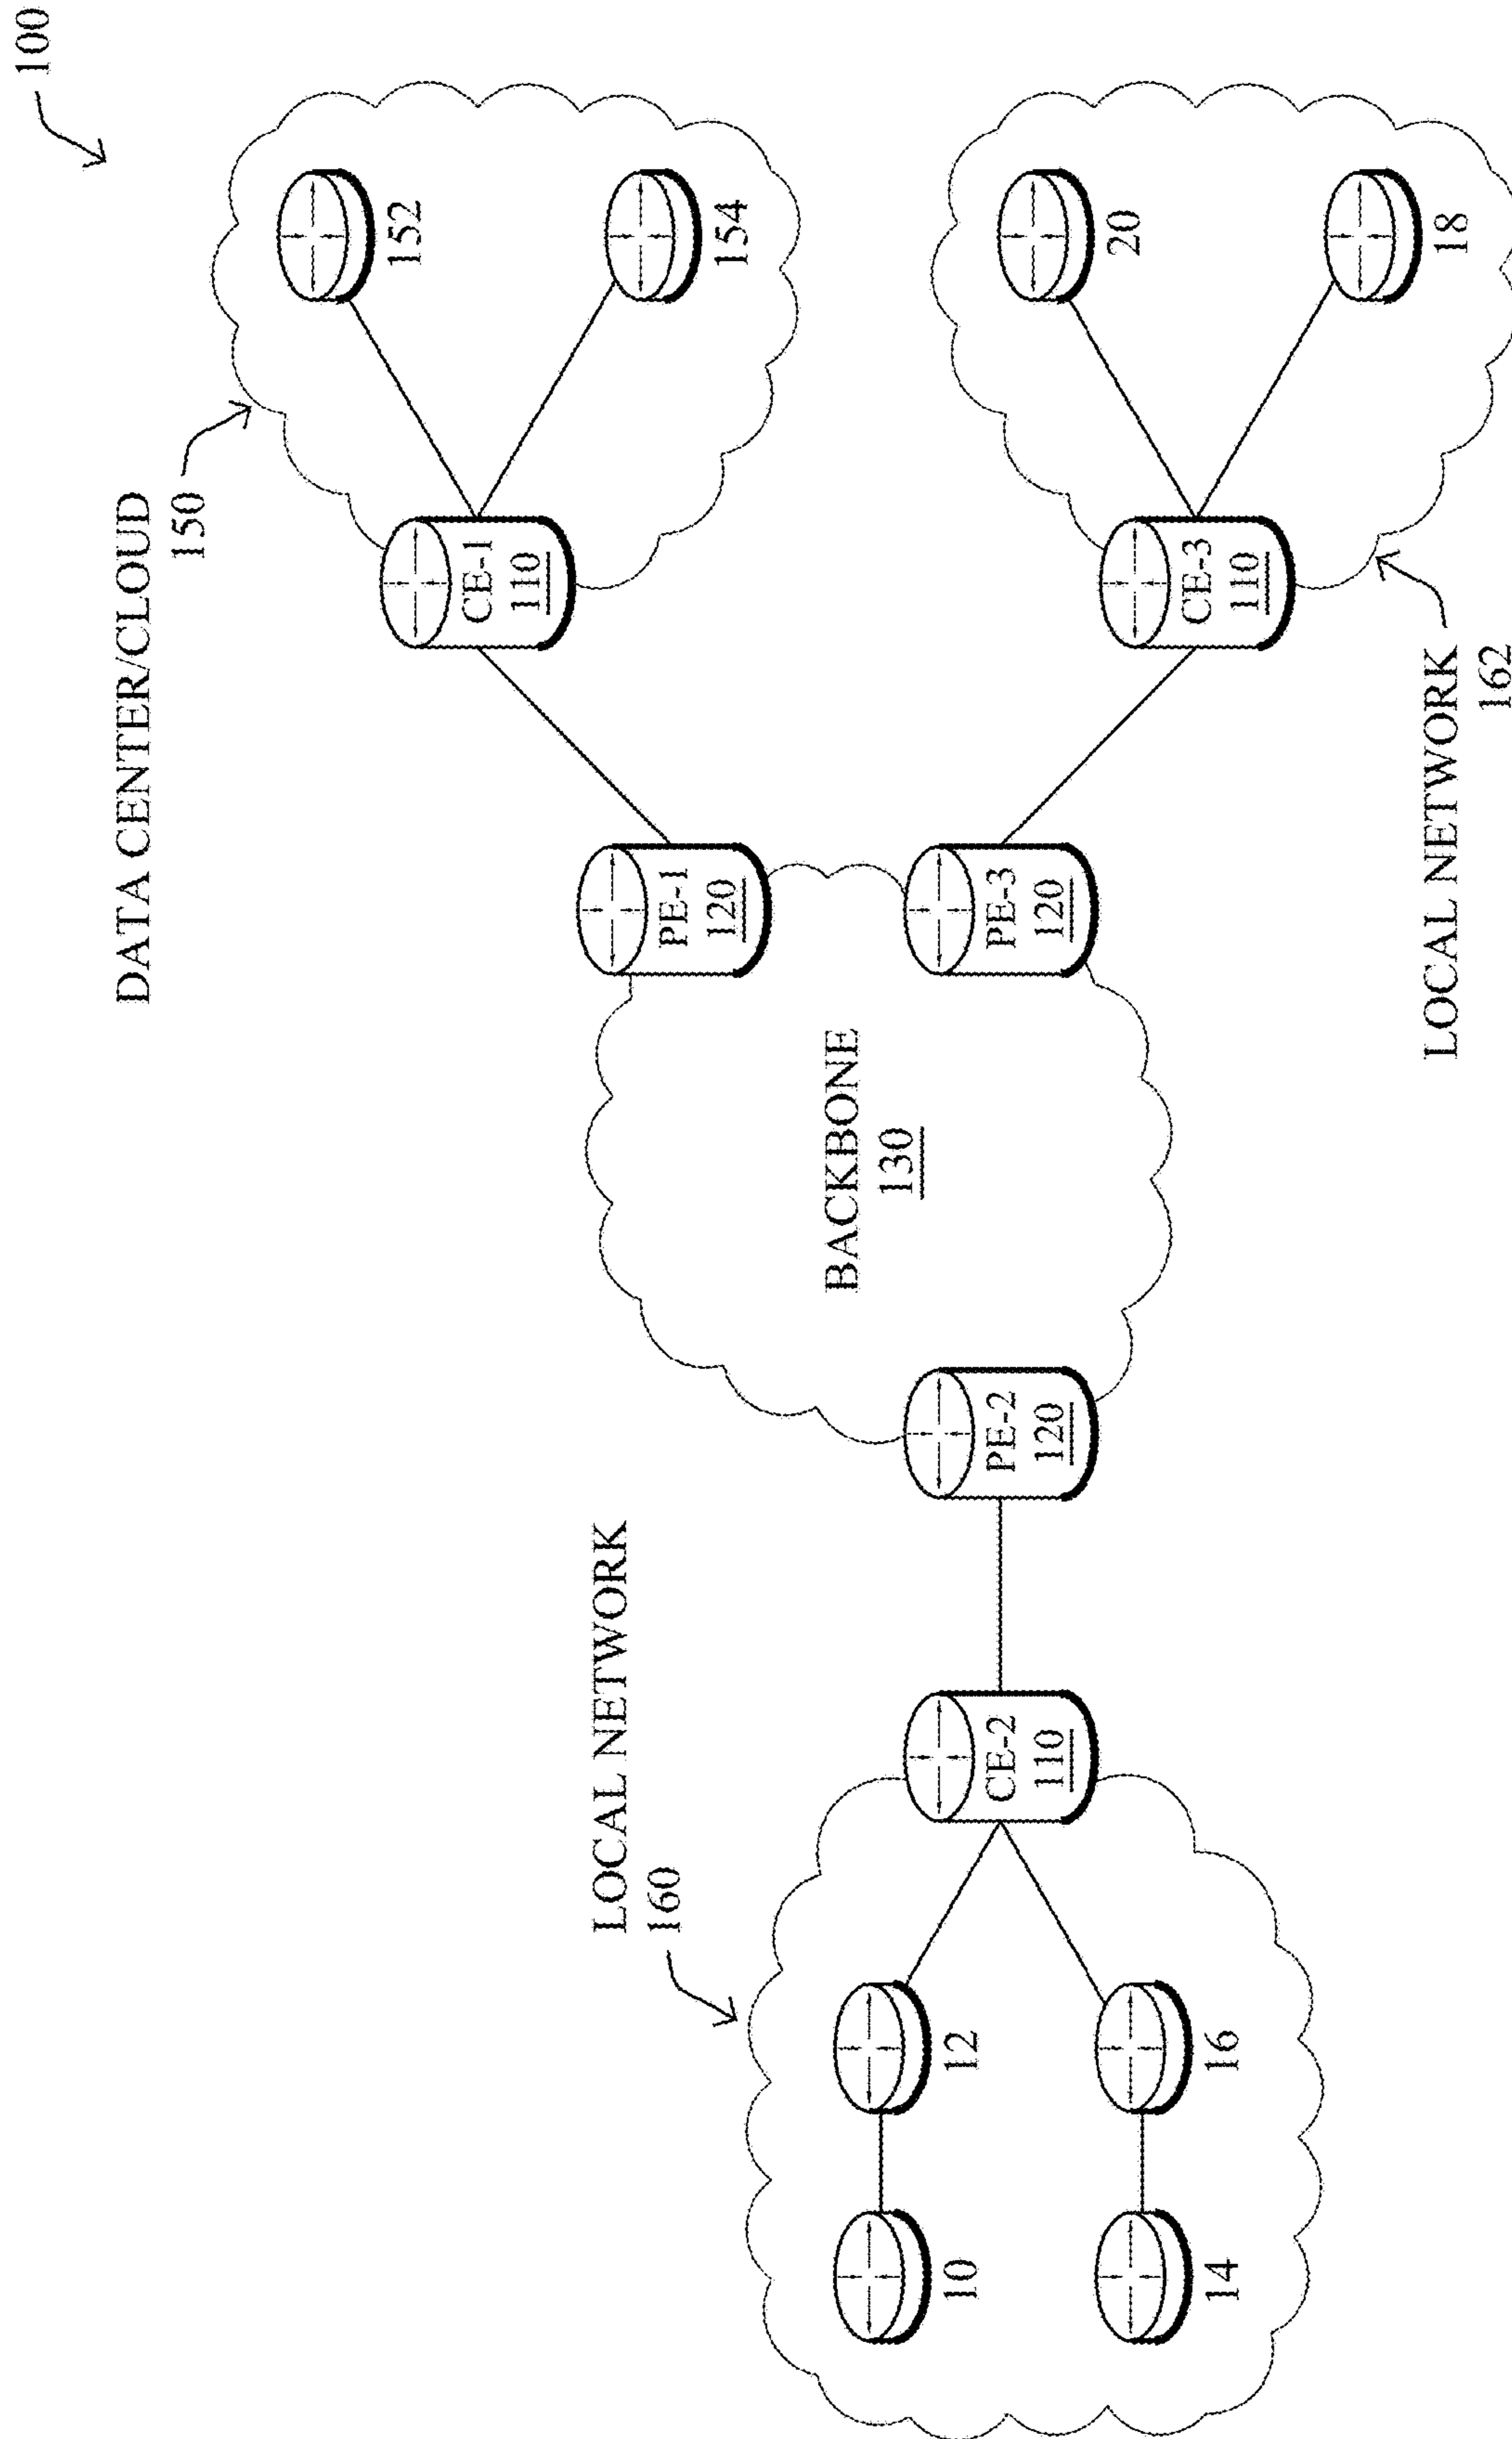 100
DATA CENTER/CLOUD
150
152
154
CE-1
110
PE-1
120
LOCAL NETWORK
160
BACKBONE
130
10
12
14
16
CE-2
110
PE-2
120
PE-3
120
CE-3
110
20
18
LOCAL NETWORK
162